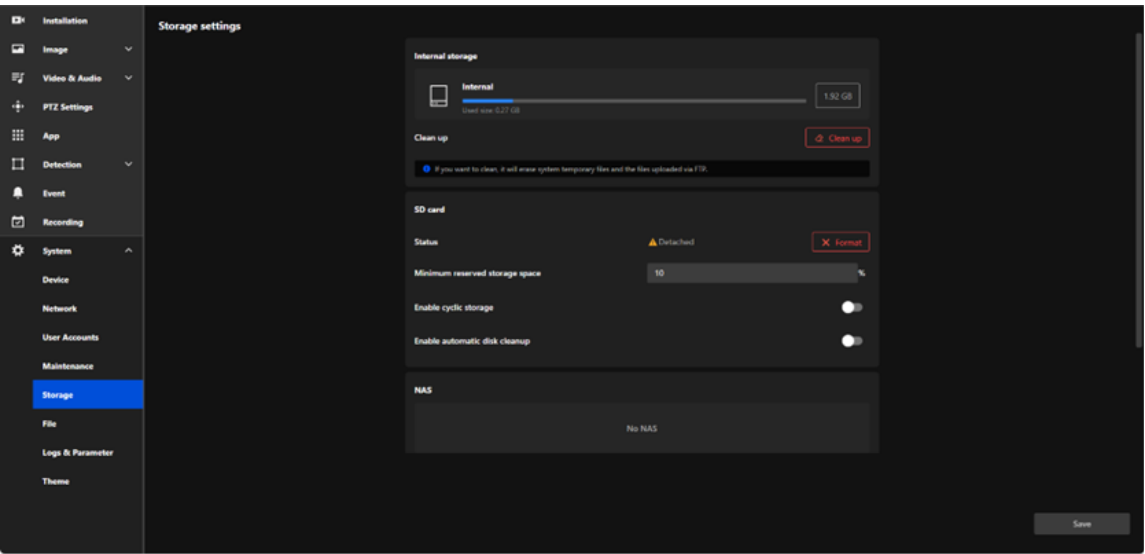 Installation
Image
Video & Audio
PTZ Settings
App
Detection
Event
Recording
System
Device
Network
User Accounts
Maintenance
Storage
File
Logs & Parameter
Theme
Storage settings
Internal storage
Internal
1.92 GB
Used size: 0.27 GB
Clean up
Clean up
If you want to clean, it will erase system temporary files and the files uploaded via FTP.
SD card
Status
Detached
Format
Minimum reserved storage space
10
%
Enable cyclic storage
Enable automatic disk cleanup
NAS
No NAS
Save